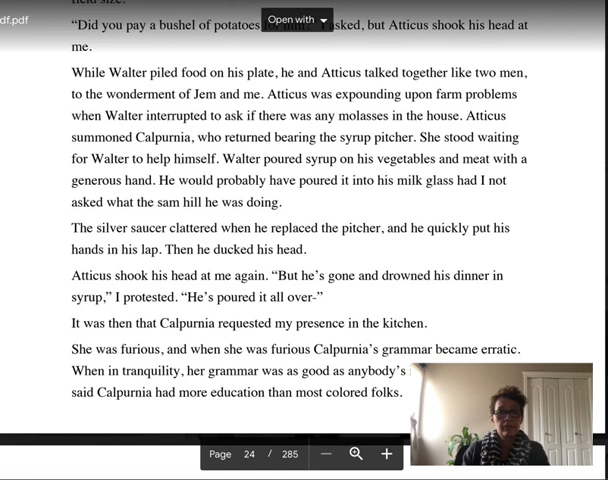 field size.
df.pdf
Open with
“Did you pay a bushel of potatoes for him?” I asked, but Atticus shook his head at
me.
While Walter piled food on his plate, he and Atticus talked together like two men,
to the wonderment of Jem and me. Atticus was expounding upon farm problems
when Walter interrupted to ask if there was any molasses in the house. Atticus
summoned Calpurnia, who returned bearing the syrup pitcher. She stood waiting
for Walter to help himself. Walter poured syrup on his vegetables and meat with a
generous hand. He would probably have poured it into his milk glass had I not
asked what the sam hill he was doing.
The silver saucer clattered when he replaced the pitcher, and he quickly put his
hands in his lap. Then he ducked his head.
Atticus shook his head at me again. “But he’s gone and drowned his dinner in
syrup,” I protested. “He’s poured it all over-”
It was then that Calpurnia requested my presence in the kitchen.
She was furious, and when she was furious Calpurnia’s grammar became erratic.
When in tranquility, her grammar was as good as anybody’s
said Calpurnia had more education than most colored folks.
Page 24 / 285